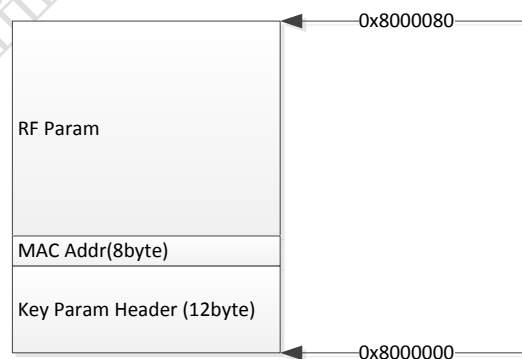 0x8000080
RF Param
MAC Addr(8byte)
Key Param Header (12byte)
0x8000000